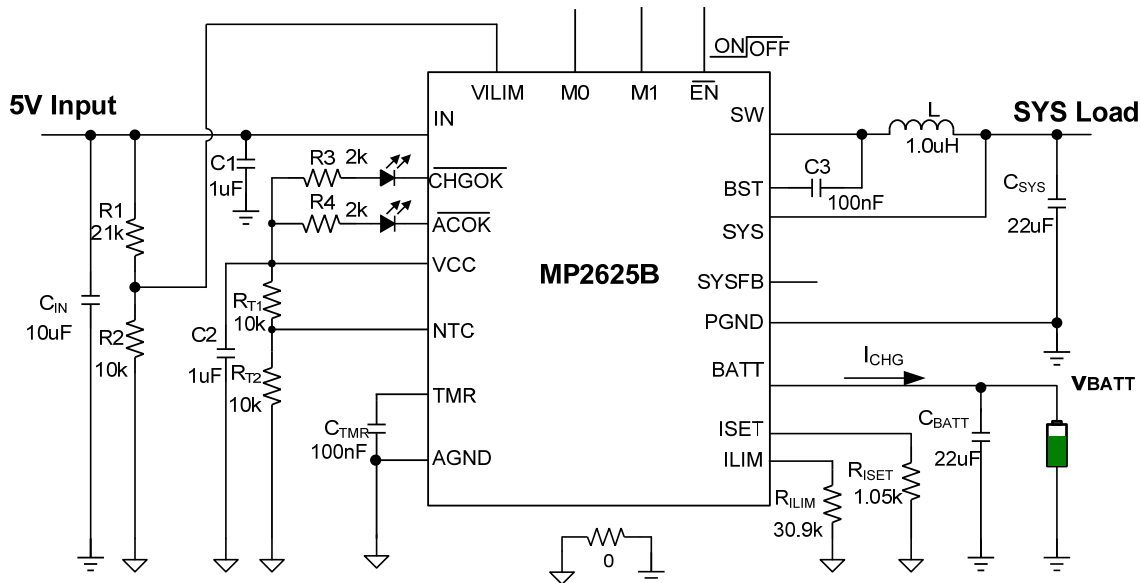 ON OFF
VILIM M0 M1 EN
5V Input
IN
SW
L
1.0uH
SYS Load
C1
1uF
R3 2k
CHGOK
C3
100nF
BST
R4 2k
ACOK
SYS
CSYS
22uF
R1
21k
VCC
MP2625B
SYSFB
CIN
10uF
RT1
10k
R2
10k
C2
1uF
NTC
PGND
RT2
10k
BATT
ICHG
VBATT
TMR
CTMR
100nF
CBATT
22uF
ISET
AGND
ILIM
RISET
1.05k
RILIM
30.9k
0